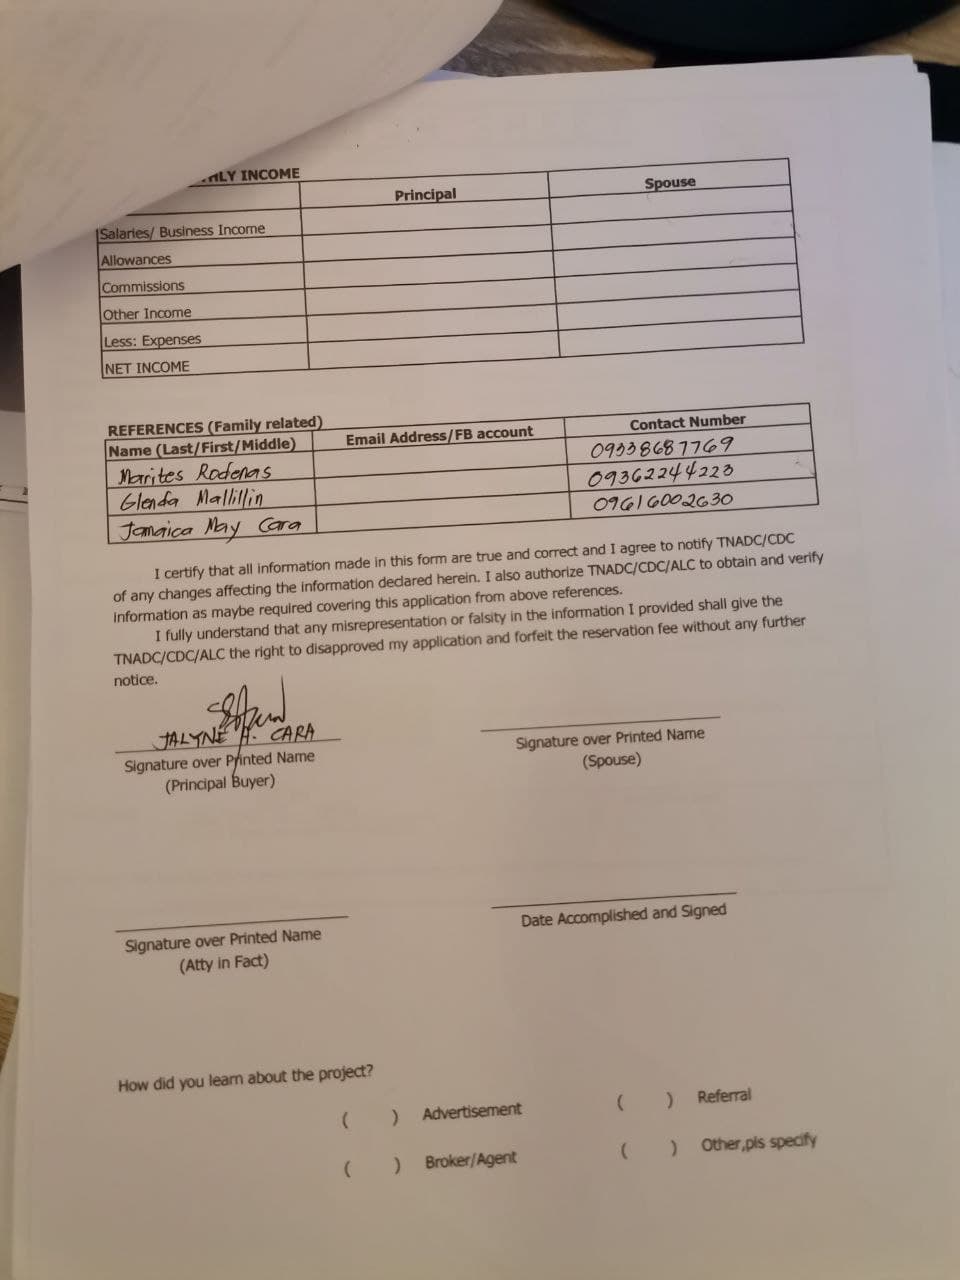 HLY INCOME
Principal Spouse
Salaries/ Business Income
Allowances
Commissions
Other Income
Less: Expenses
NET INCOME
REFERENCES (Family related)
Name (Last/First/Middle) Email Address/FB account Contact Number
Marites Rodenas 09338687769
Glenda Mallillin 09362244223
Jamaica May Cara 09616002630
I certify that all information made in this form are true and correct and I agree to notify TNADC/CDC
of any changes affecting the information declared herein. I also authorize TNADC/CDC/ALC to obtain and verify
information as maybe required covering this application from above references.
I fully understand that any misrepresentation or falsity in the information I provided shall give the
TNADC/CDC/ALC the right to disapproved my application and forfeit the reservation fee without any further
notice.
JALYNE A. CARA
Signature over Printed Name Signature over Printed Name
(Principal Buyer) (Spouse)
Signature over Printed Name Date Accomplished and Signed
(Atty in Fact)
How did you learn about the project?
( ) Advertisement ( ) Referral
( ) Broker/Agent ( ) Other,pls specify